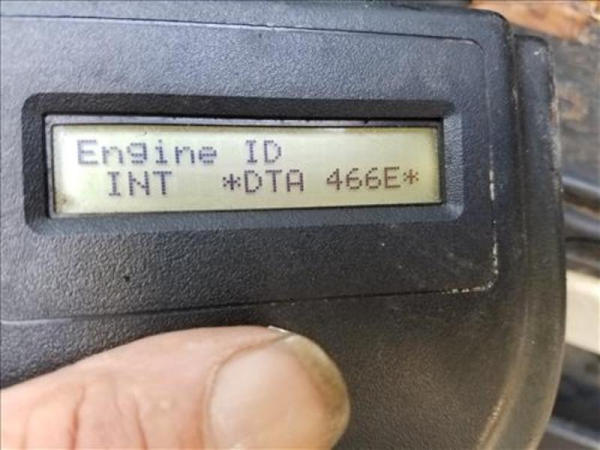 Engine ID
INT *DTA 466E*